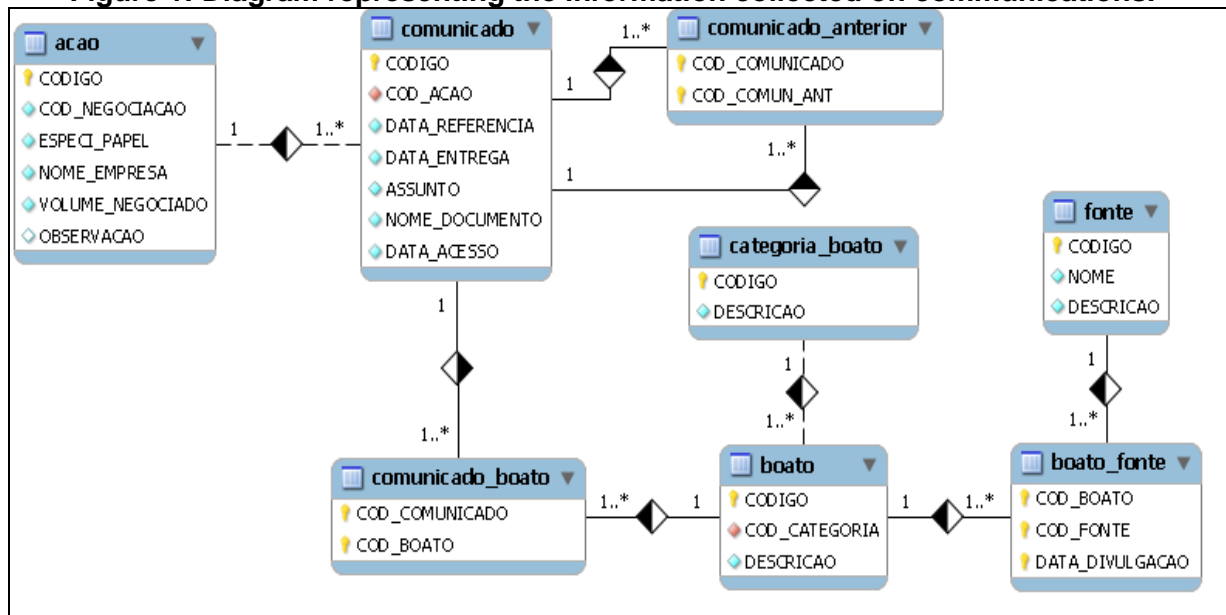 Figure 1. Diagram representing the information collected on communications.
acao
CODIGO
COD_NEGOCIACAO
ESPECI_PAPEL
NOME_EMPRESA
VOLUME_NEGOCIADO
OBSERVACAO
1
1..*
comunicado
CODIGO
COD_ACAO
DATA_REFERENCIA
DATA_ENTREGA
ASSUNTO
NOME_DOCUMENTO
DATA_ACESSO
1
1..*
1
1..*
comunicado_anterior
COD_COMUNICADO
COD_COMUN_ANT
categoria_boato
CODIGO
DESCRICAO
fonte
CODIGO
NOME
DESCRICAO
1
1..*
1
1..*
1
1..*
comunicado_boato
COD_COMUNICADO
COD_BOATO
1..*
1
boato
CODIGO
COD_CATEGORIA
DESCRICAO
1
1..*
boato_fonte
COD_BOATO
COD_FONTE
DATA_DIVULGACAO